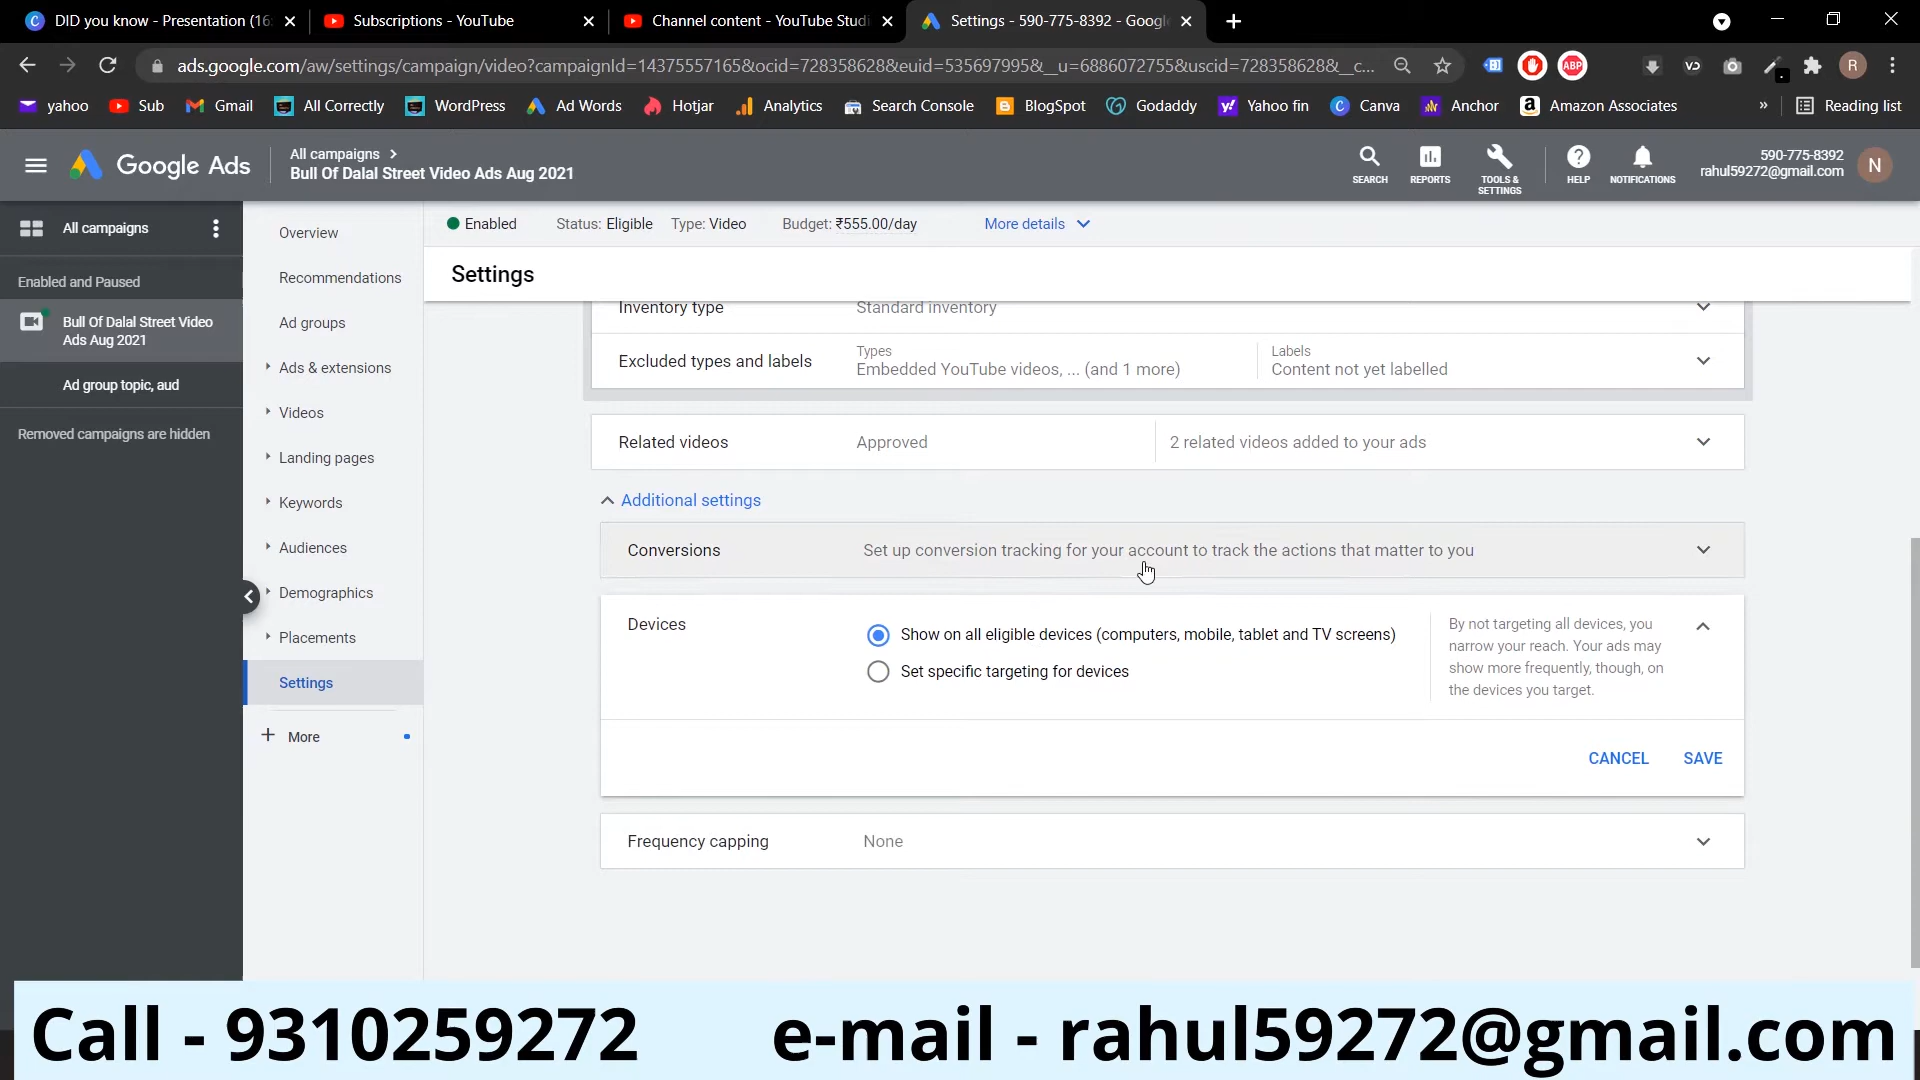 DID you know - Presentation (16:
Subscriptions - YouTube
Channel content - YouTube Studi
Settings - 590-775-8392 - Google
ads.google.com/aw/settings/campaign/video?campaignId=14375557165&ocid=728358628&euid=535697995&__u=6886072755&uscid=728358628&__c...
yahoo
Sub
Gmail
All Correctly
WordPress
Ad Words
Hotjar
Analytics
Search Console
BlogSpot
Godaddy
Yahoo fin
Canva
Anchor
Amazon Associates
»
Reading list
Google Ads
All campaigns >
Bull Of Dalal Street Video Ads Aug 2021
SEARCH
REPORTS
TOOLS &
SETTINGS
HELP
NOTIFICATIONS
590-775-8392
rahul59272@gmail.com
N
All campaigns
Enabled and Paused
Bull Of Dalal Street Video
Ads Aug 2021
Ad group topic, aud
Removed campaigns are hidden
Overview
Recommendations
Ad groups
Ads & extensions
Videos
Landing pages
Keywords
Audiences
Demographics
Placements
Settings
+ More
Enabled Status: Eligible Type: Video Budget: ₹555.00/day More details
Settings
Inventory type Standard inventory
Excluded types and labels
Types
Embedded YouTube videos, ... (and 1 more)
Labels
Content not yet labelled
Related videos Approved 2 related videos added to your ads
Additional settings
Conversions Set up conversion tracking for your account to track the actions that matter to you
Devices
Show on all eligible devices (computers, mobile, tablet and TV screens)
Set specific targeting for devices
By not targeting all devices, you
narrow your reach. Your ads may
show more frequently, though, on
the devices you target.
CANCEL SAVE
Frequency capping None
Call - 9310259272 e-mail - rahul59272@gmail.com